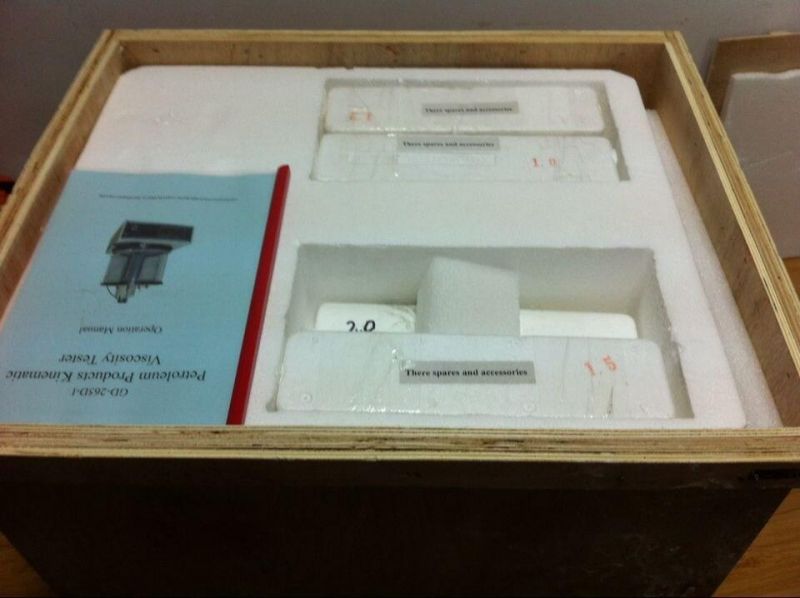 There spares and accessories
There spares and accessories
1.0
2.0
There spares and accessories
1.5
GD-265D-1
Petroleum Products Kinematic
Viscosity Tester
Operation Manual